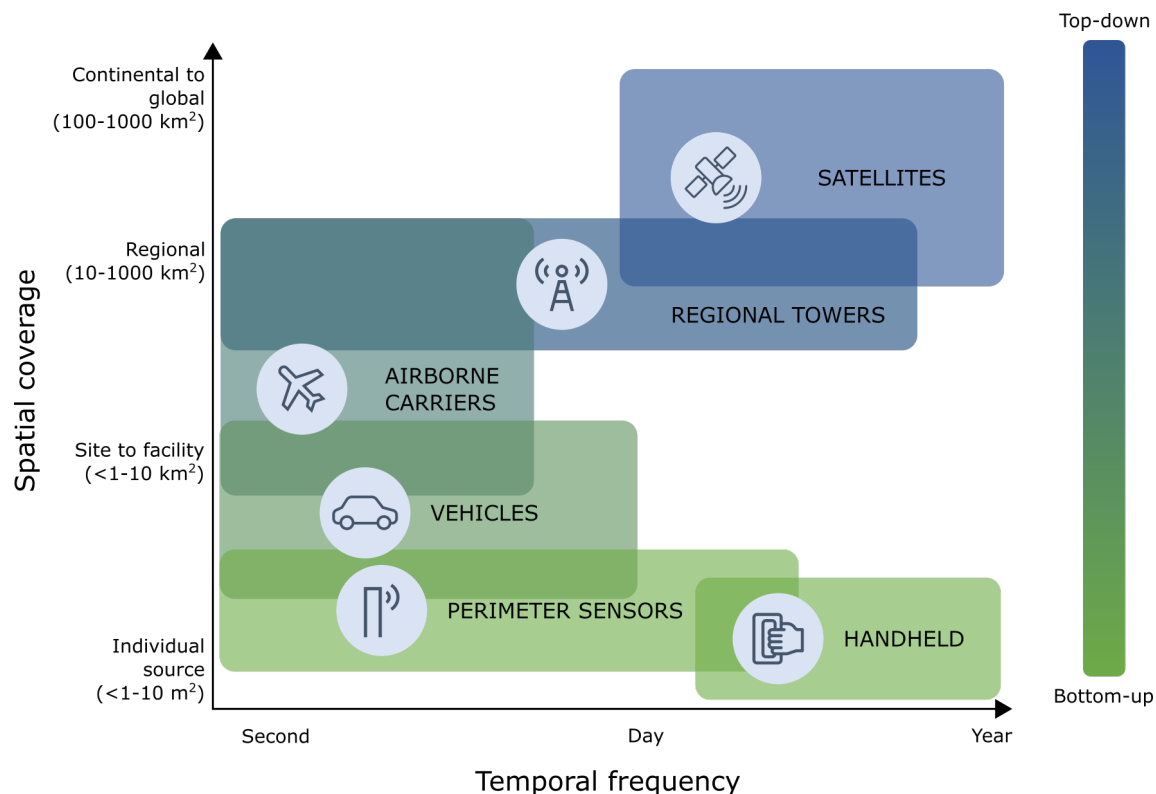 Top-down
Continental to
global
(100-1000 km²)
SATELLITES
Regional
(10-1000 km²)
REGIONAL TOWERS
AIRBORNE
CARRIERS
Spatial coverage
Site to facility
(<1-10 km²)
VEHICLES
PERIMETER SENSORS
HANDHELD
Individual
source
(<1-10 m²)
Bottom-up
Second
Day
Year
Temporal frequency